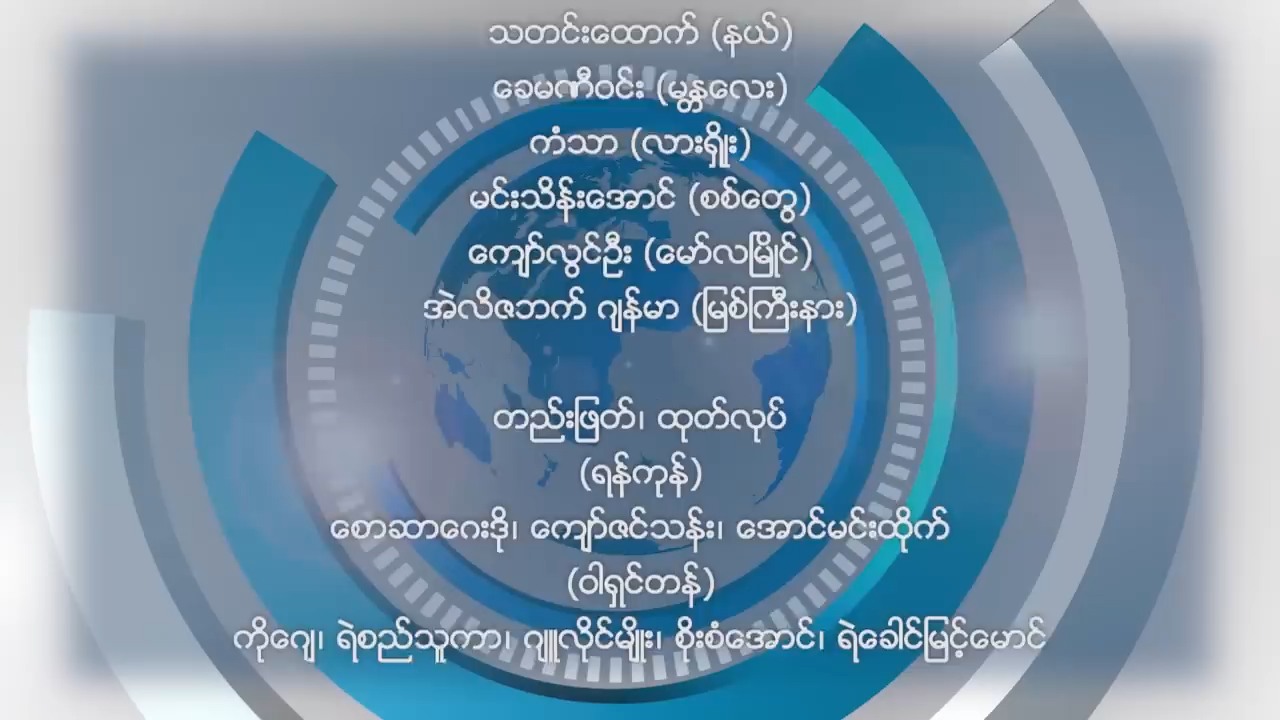 သတင်းထောက် (နယ်)
ခေမဏီဝင်း (မန္တလေး)
ကံသာ (လားရှိုး)
မင်းသိန်းအောင် (စစ်တွေ)
ကျော်လွင်ဦး (မော်လမြိုင်)
အဲလိဇဘက် ဂျန်မာ (မြစ်ကြီးနား)
တည်းဖြတ်၊ ထုတ်လုပ်
(ရန်ကုန်)
စောဆာဂေးဒို၊ ကျော်ဇင်သန်း၊ အောင်မင်းထိုက်
(ဝါရှင်တန်)
ကိုဂျေ၊ ရဲစည်သူကာ၊ ဂျူလိုင်မျိုး၊ စိုးစံအောင်၊ ရဲခေါင်မြင့်မောင်